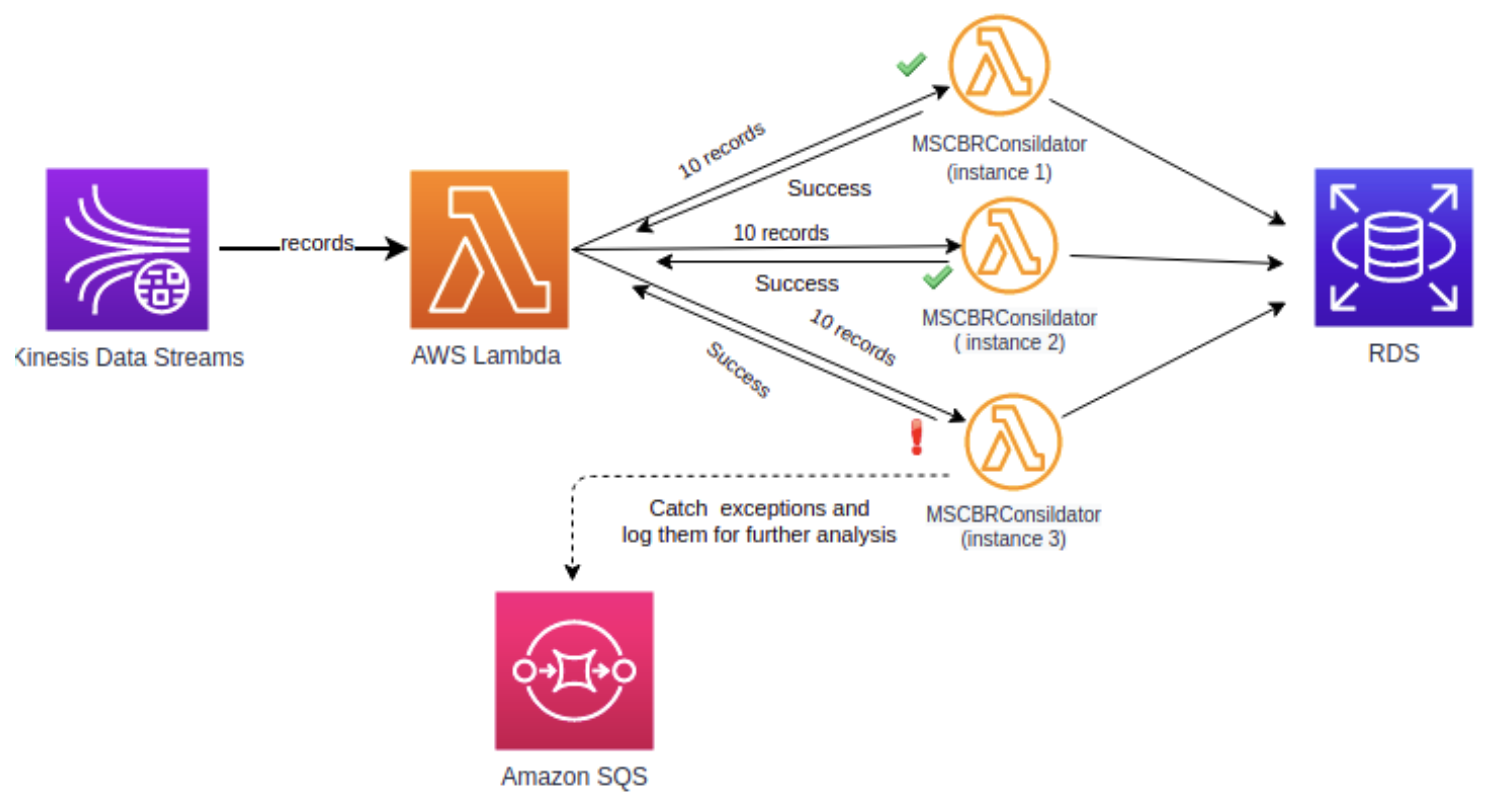 10 records
MSCBRConsildator
(instance 1)
Success
records
10 records
Success
Kinesis Data Streams
AWS Lambda
MSCBRConsildator
( instance 2)
RDS
10 records
Success
Catch exceptions and
log them for further analysis
MSCBRConsildator
(instance 3)
Amazon SQS